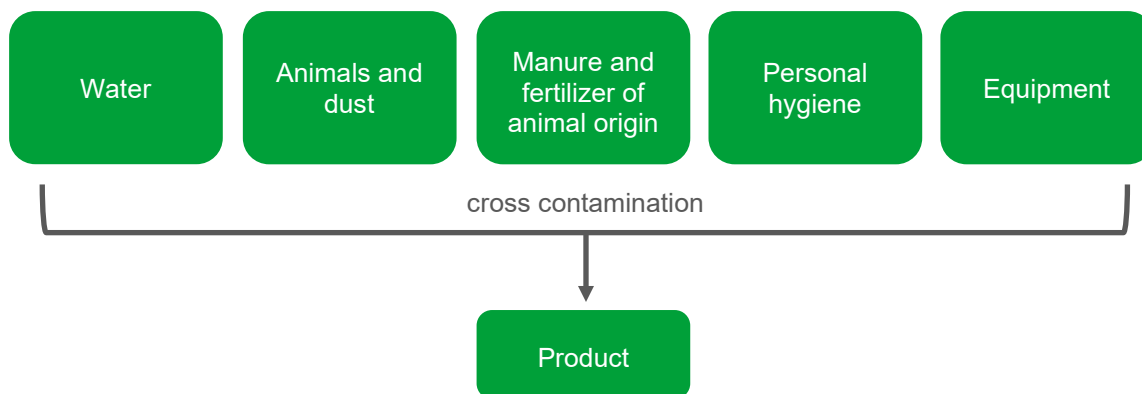 Water
Animals and
dust
Manure and
fertilizer of
animal origin
Personal
hygiene
Equipment
cross contamination
Product